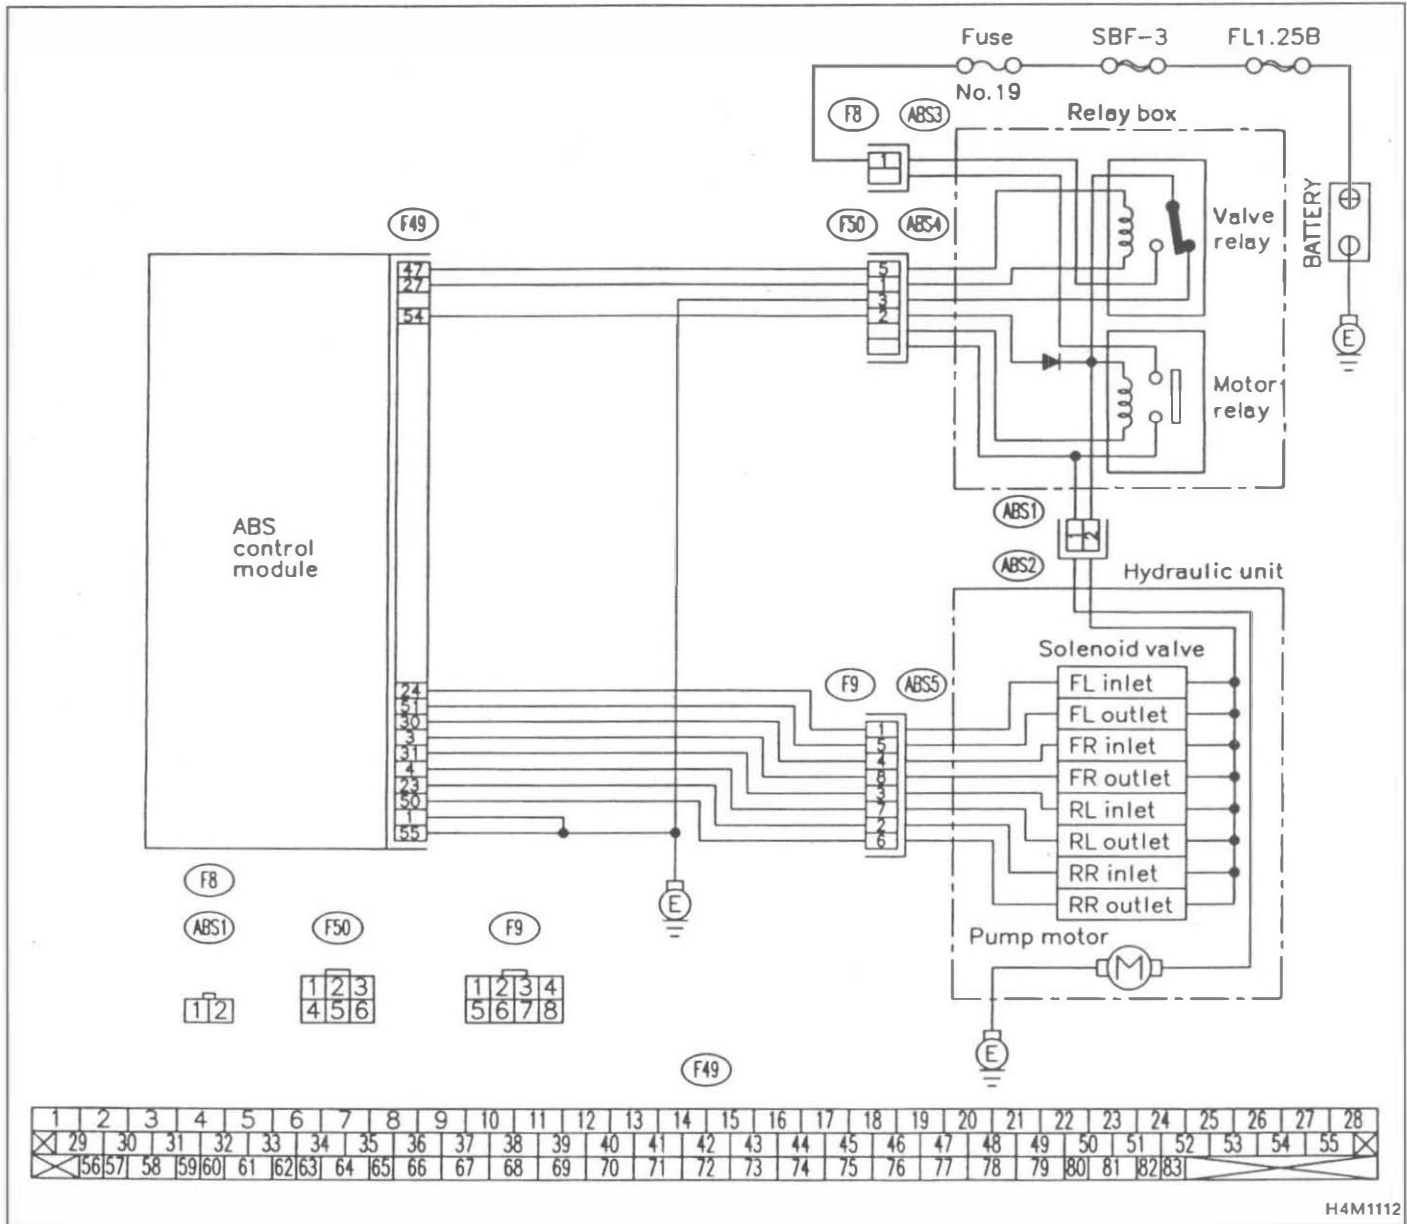 Fuse SBF-3 FL1.25B
No.19
F8 ABS3 Relay box
1
BATTERY
F49 F50 ABS4
Valve
relay
47 5
27 1
3
54 2
E
Motor
relay
ABS1
1 2
ABS
control
module
ABS2 Hydraulic unit
Solenoid valve
F9 ABS5
24
51
30
3
31
4
23
50
1
55
1
5
4
8
3
7
2
6
FL inlet
FL outlet
FR inlet
FR outlet
RL inlet
RL outlet
RR inlet
RR outlet
F8
E
ABS1 F50 F9
Pump motor
M
1 2 3 1 2 3 4
1 2 4 5 6 5 6 7 8
E
F49
1 2 3 4 5 6 7 8 9 10 11 12 13 14 15 16 17 18 19 20 21 22 23 24 25 26 27 28
29 30 31 32 33 34 35 36 37 38 39 40 41 42 43 44 45 46 47 48 49 50 51 52 53 54 55
56 57 58 59 60 61 62 63 64 65 66 67 68 69 70 71 72 73 74 75 76 77 78 79 80 81 82 83
H4M1112